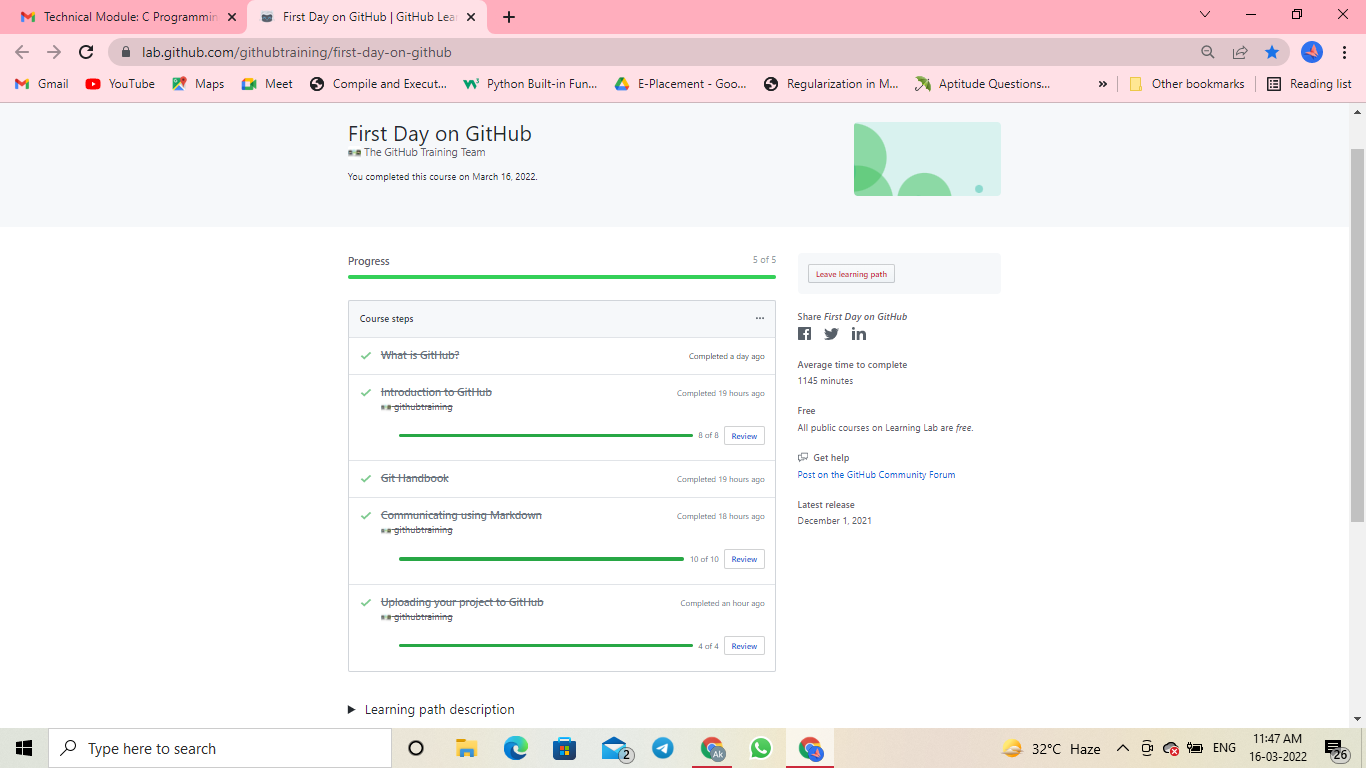 Technical Module: C Programmin
First Day on GitHub | GitHub Lea
lab.github.com/githubtraining/first-day-on-github
Gmail
YouTube
Maps
Meet
Compile and Execut...
Python Built-in Fun...
E-Placement - Goo...
Regularization in M...
Aptitude Questions...
»
Other bookmarks
Reading list
First Day on GitHub
The GitHub Training Team
You completed this course on March 16, 2022.
Progress
5 of 5
Course steps
...
What is GitHub?
Completed a day ago
Introduction to GitHub
Completed 19 hours ago
githubtraining
8 of 8
Review
Git Handbook
Completed 19 hours ago
Communicating using Markdown
Completed 18 hours ago
githubtraining
10 of 10
Review
Uploading your project to GitHub
Completed an hour ago
githubtraining
4 of 4
Review
Learning path description
Leave learning path
Share First Day on GitHub
Average time to complete
1145 minutes
Free
All public courses on Learning Lab are free.
Get help
Post on the GitHub Community Forum
Latest release
December 1, 2021
Type here to search
2
Ak
32°C Haze
ENG
11:47 AM
16-03-2022
26